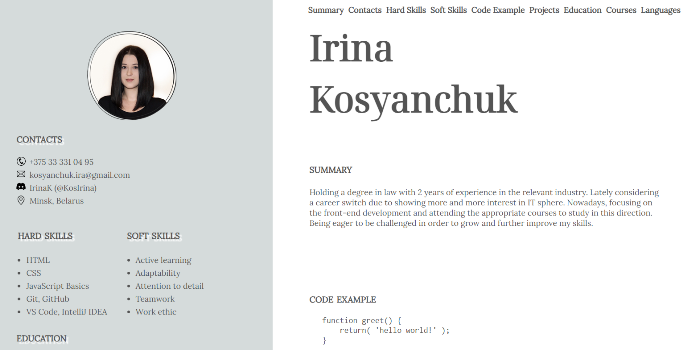 Summary Contacts Hard Skills Soft Skills Code Example Projects Education Courses Languages
Irina
Kosyanchuk
CONTACTS
+375 33 331 04 95
kosyanchuk.ira@gmail.com
IrinaK (@KosIrina)
Minsk, Belarus
HARD SKILLS
HTML
CSS
JavaScript Basics
Git, GitHub
VS Code, IntelliJ IDEA
SOFT SKILLS
Active learning
Adaptability
Attention to detail
Teamwork
Work ethic
EDUCATION
SUMMARY
Holding a degree in law with 2 years of experience in the relevant industry. Lately considering
a career switch due to showing more and more interest in IT sphere. Nowadays, focusing on
the front-end development and attending the appropriate courses to study in this direction.
Being eager to be challenged in order to grow and further improve my skills.
CODE EXAMPLE
function greet() {
return( 'hello world!' );
}